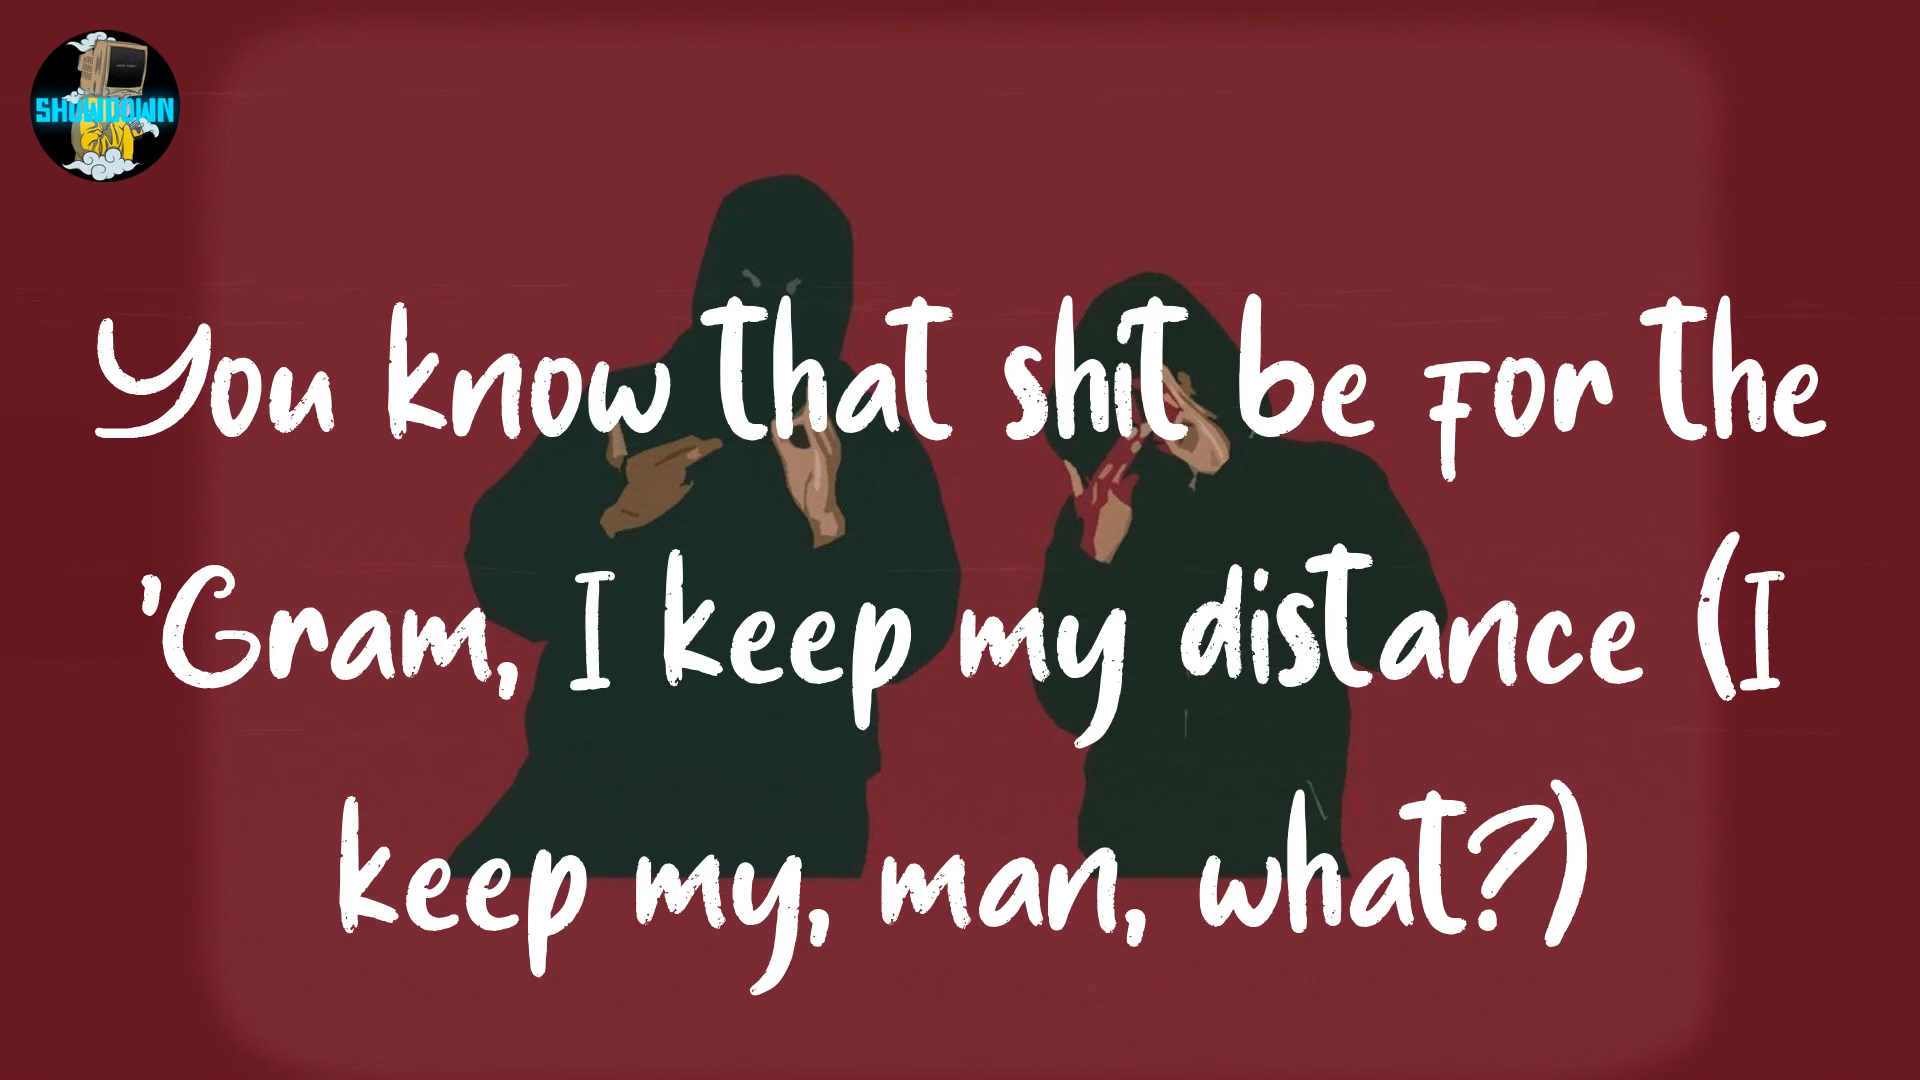 SHOWDOWN
You know that shit be for the
'Gram, I keep my distance (I
keep my, man, what?)